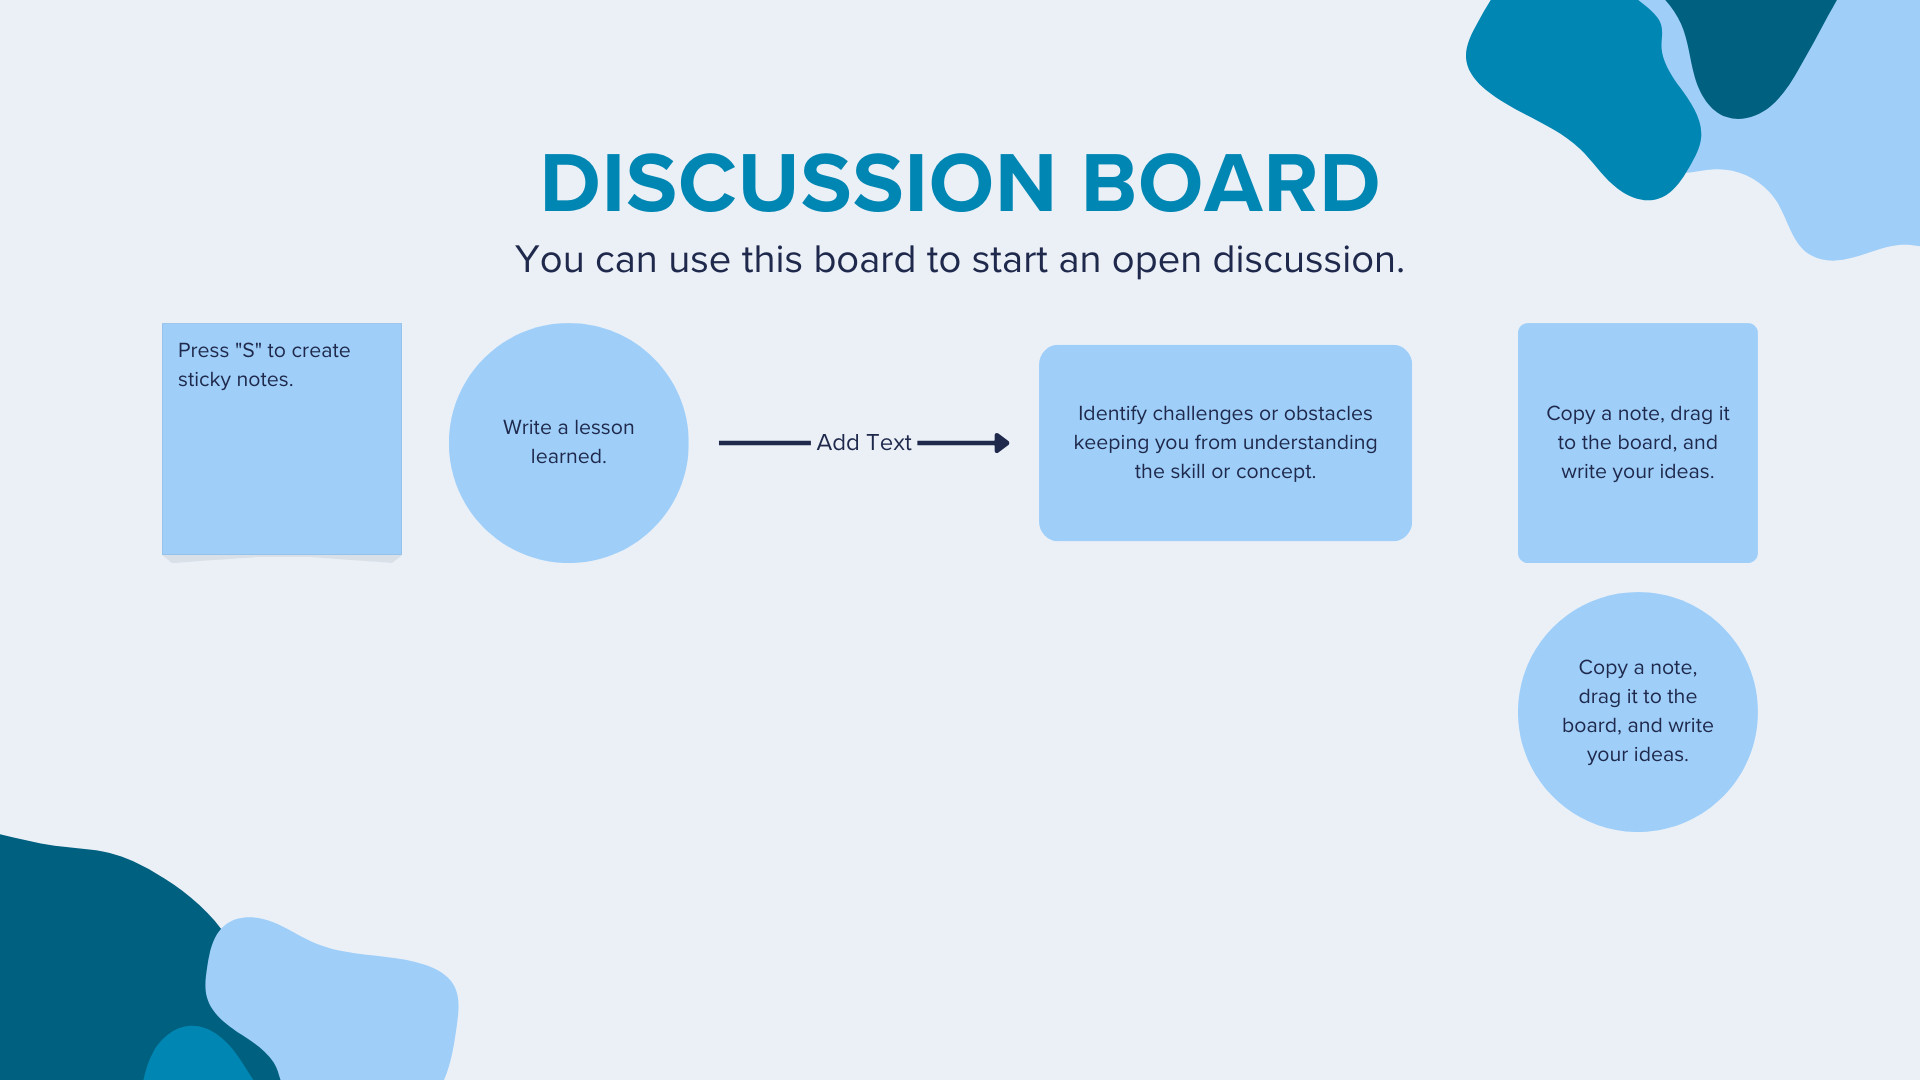 DISCUSSION BOARD
You can use this board to start an open discussion.
Press "S" to create
sticky notes.
Write a lesson
learned.
Add Text
Identify challenges or obstacles
keeping you from understanding
the skill or concept.
Copy a note, drag it
to the board, and
write your ideas.
Copy a note,
drag it to the
board, and write
your ideas.